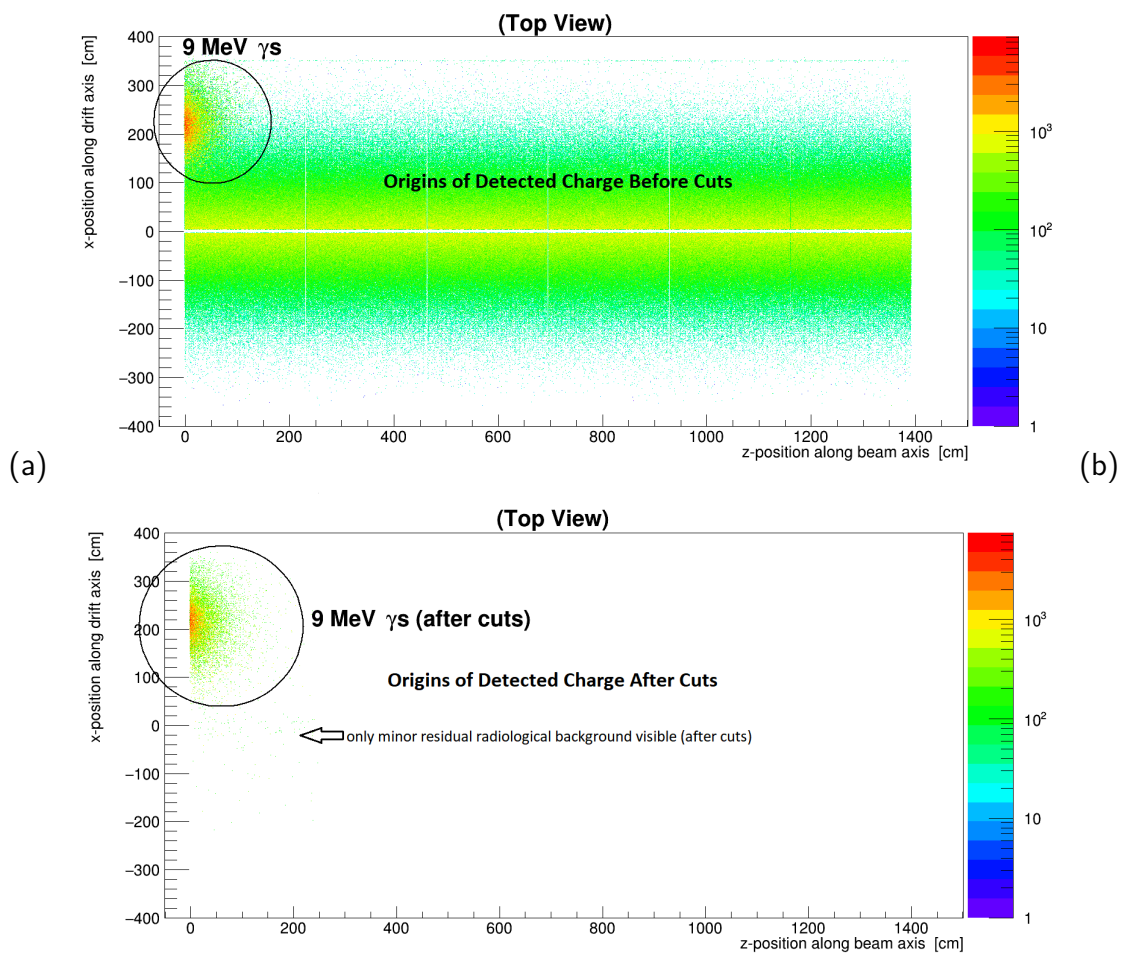 (Top View)
9 MeV γs
x-position along drift axis [cm]
400
300
200
100
0
−100
−200
−300
−400
Origins of Detected Charge Before Cuts
0 200 400 600 800 1000 1200 1400
z-position along beam axis [cm]
10³
10²
10
1
(a)
(b)
(Top View)
x-position along drift axis [cm]
400
300
200
100
0
−100
−200
−300
−400
9 MeV γs (after cuts)
Origins of Detected Charge After Cuts
only minor residual radiological background visible (after cuts)
0 200 400 600 800 1000 1200 1400
z-position along beam axis [cm]
10³
10²
10
1